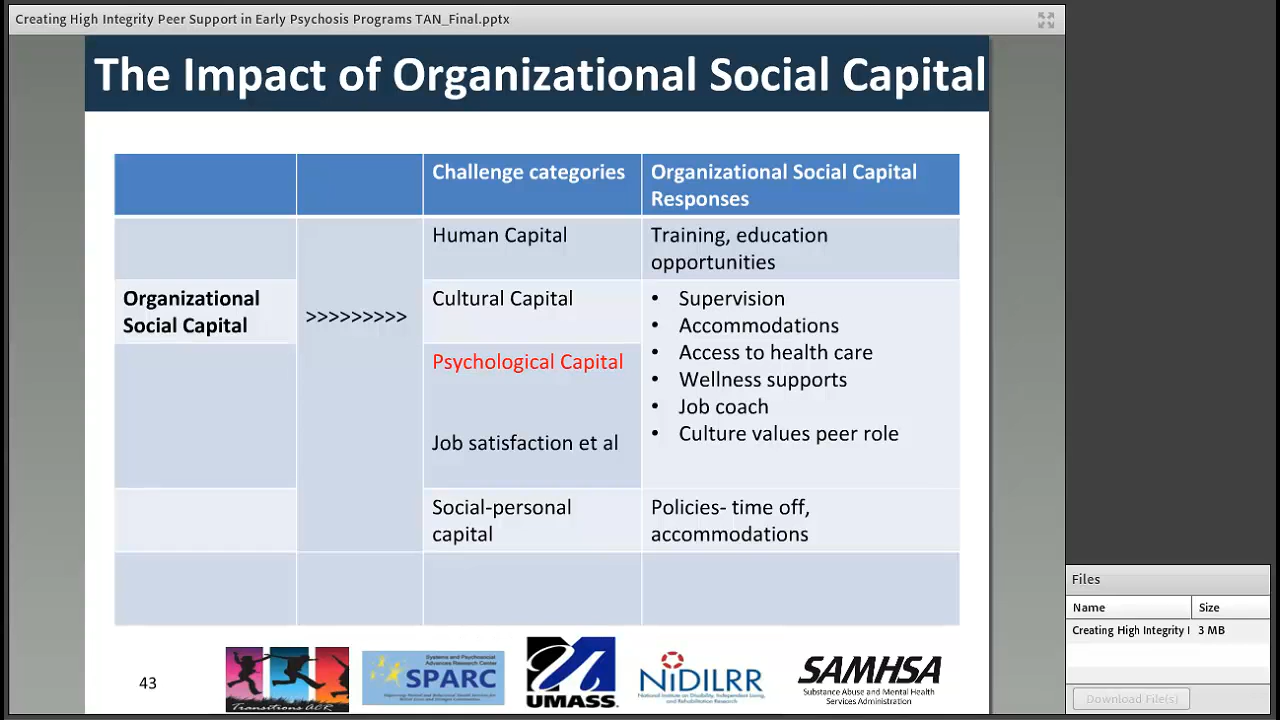 Creating High Integrity Peer Support in Early Psychosis Programs TAN_Final.pptx
The Impact of Organizational Social Capital
Challenge categories
Organizational Social Capital
Responses
Human Capital
Training, education
opportunities
Organizational
Social Capital
>>>>>>>>>
Cultural Capital
• Supervision
• Accommodations
• Access to health care
• Wellness supports
• Job coach
• Culture values peer role
Psychological Capital
Job satisfaction et al
Social-personal
capital
Policies- time off,
accommodations
43
Transitions ACR
Systems and Psychosocial
Advances Research Center
SPARC
UMASS
NIDILRR
National Institute on Disability, Independent Living,
and Rehabilitation Research
SAMHSA
Substance Abuse and Mental Health
Services Administration
Files
Name
Size
Creating High Integrity I
3 MB
Download File(s)